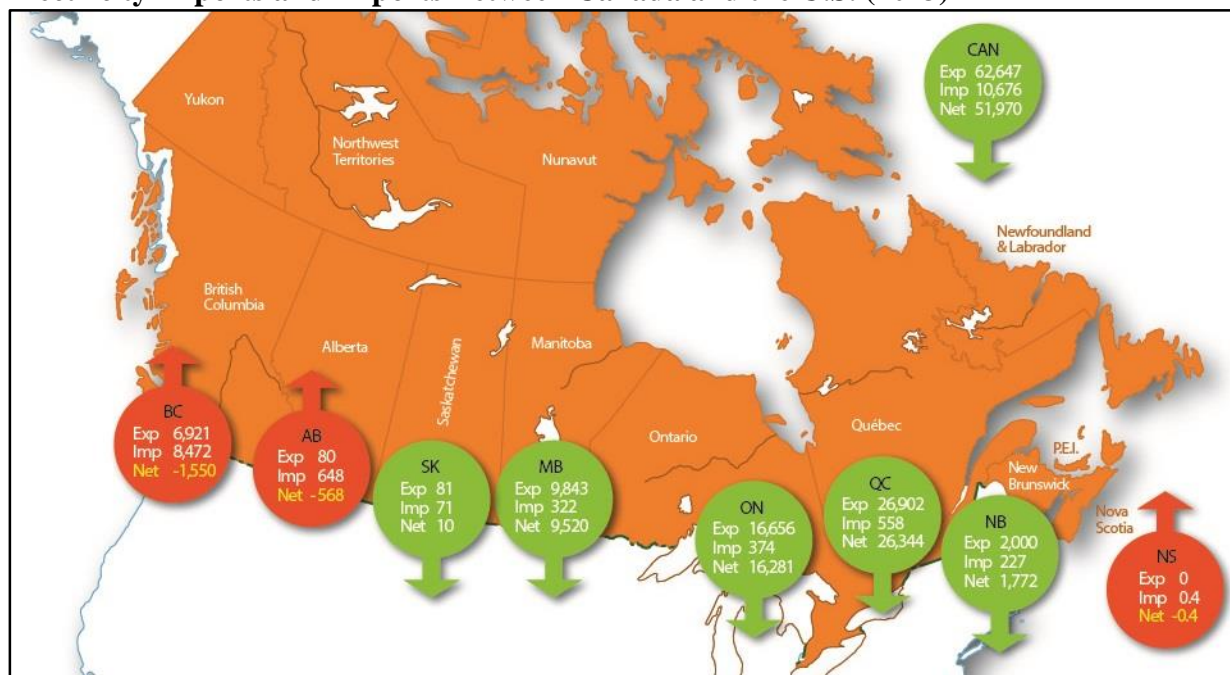 CAN
Exp 62,647
Imp 10,676
Net 51,970
Yukon
Northwest
Territories
Nunavut
Newfoundland
& Labrador
British
Columbia
Alberta
Saskatchewan
Manitoba
Ontario
Québec
P.E.I.
New
Brunswick
Nova
Scotia
BC
Exp 6,921
Imp 8,472
Net -1,550
AB
Exp 80
Imp 648
Net -568
SK
Exp 81
Imp 71
Net 10
MB
Exp 9,843
Imp 322
Net 9,520
ON
Exp 16,656
Imp 374
Net 16,281
QC
Exp 26,902
Imp 558
Net 26,344
NB
Exp 2,000
Imp 227
Net 1,772
NS
Exp 0
Imp 0.4
Net -0.4